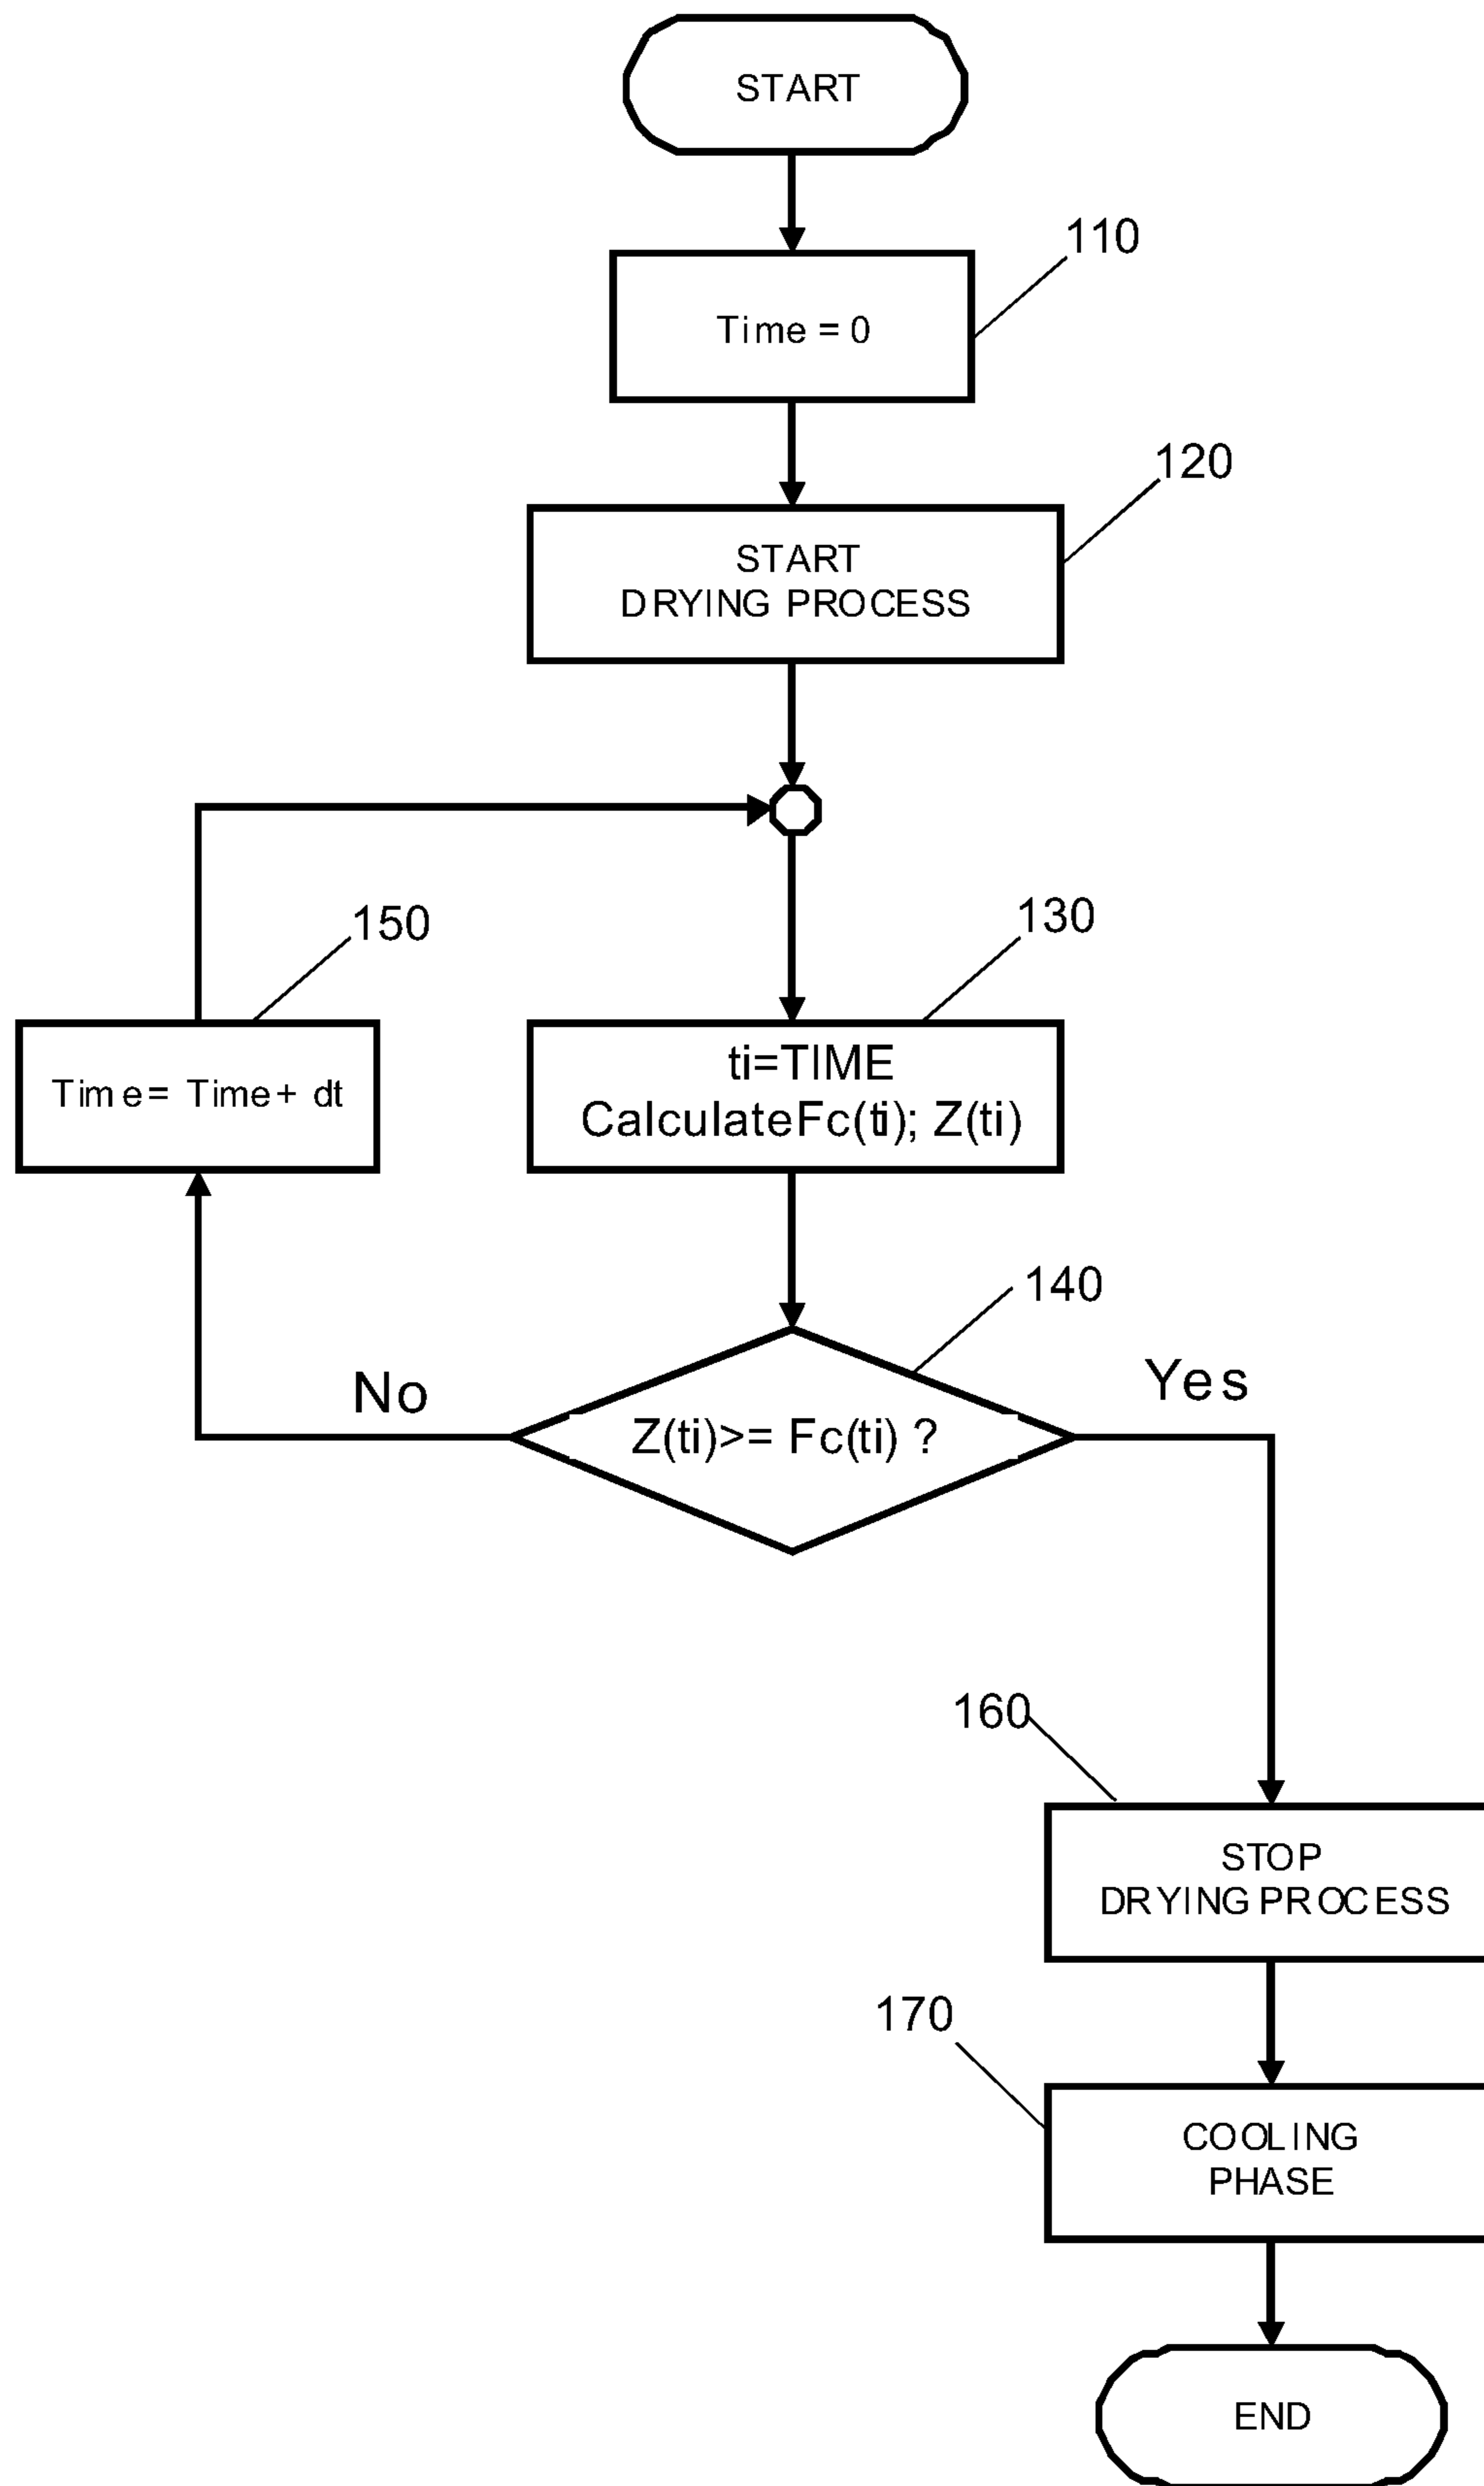 START
110
Time = 0
120
START
DRYING PROCESS
150
130
Time= Time+ dt
ti=TIME
CalculateFc(ti); Z(ti)
140
No
Yes
Z(ti)>= Fc(ti) ?
160
STOP
DRYING PROCESS
170
COOLING
PHASE
END